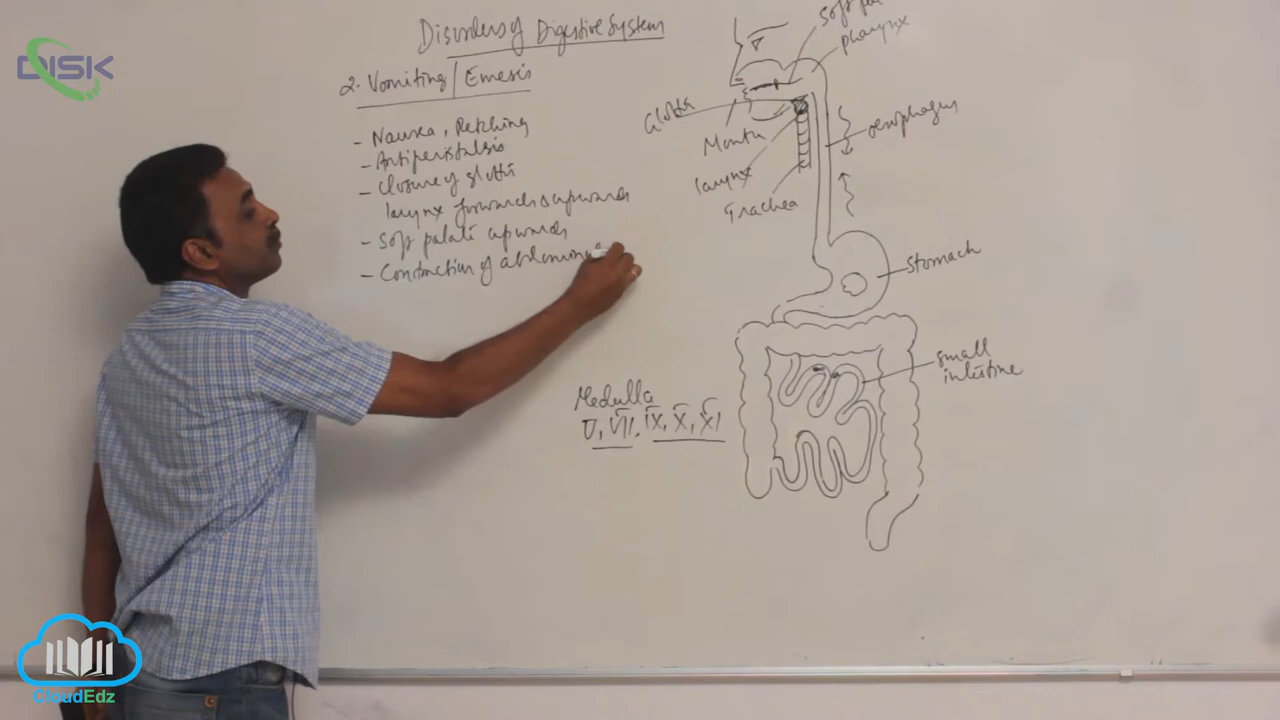 DISK
Disorders of Digestive System
2. Vomiting / Emesis
- Nausea, Retching
- Antiperistalsis
- Closure of glottis
larynx forwards & upwards
- Soft palate upwards
- Contraction of abdominal
Soft pal
pharynx
Glottis
Mouth
larynx
Trachea
oesophagus
Stomach
small
intestine
Medulla
V, VII, IX, X, XI
CloudEdz